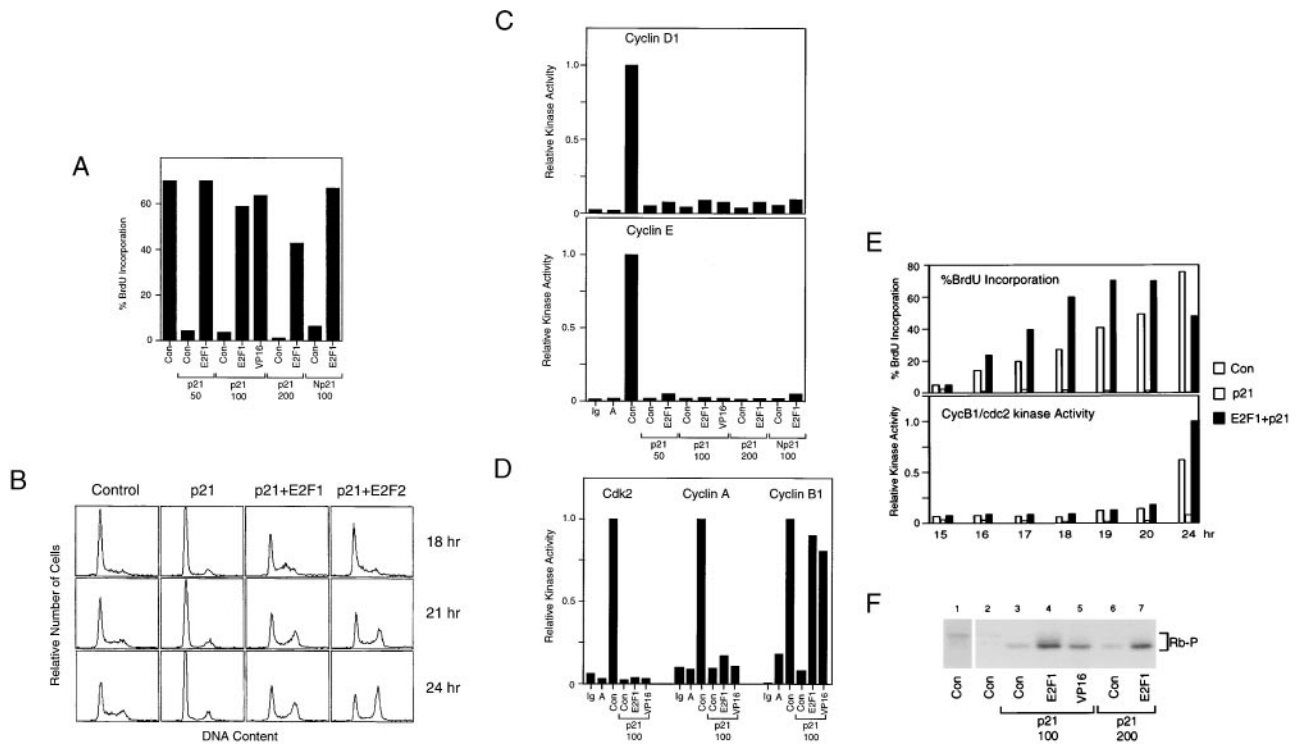 A
% BrdU Incorporation
60
40
20
0
Con
Con
E2F1
Con
E2F1
VP16
Con
E2F1
Con
E2F1
p21
50
p21
100
p21
200
Np21
100
B
Control
p21
p21+E2F1
p21+E2F2
18 hr
21 hr
24 hr
Relative Number of Cells
DNA Content
C
Cyclin D1
Relative Kinase Activity
1.0
0.5
0
Cyclin E
Relative Kinase Activity
1.0
0.5
0
Ig
A
Con
Con
E2F1
Con
E2F1
VP16
Con
E2F1
Con
E2F1
p21
50
p21
100
p21
200
Np21
100
D
Cdk2
Cyclin A
Cyclin B1
Relative Kinase Activity
1.0
0.5
0
Ig
A
Con
Con
E2F1
VP16
p21
100
Ig
A
Con
Con
E2F1
VP16
p21
100
Ig
A
Con
Con
E2F1
VP16
p21
100
E
%BrdU Incorporation
% BrdU Incorporation
80
60
40
20
0
CycB1/cdc2 kinase Activity
Relative Kinase Activity
1.0
0.5
0
15 16 17 18 19 20 24 hr
Con
p21
E2F1+p21
F
1 2 3 4 5 6 7
Rb-P
Con
Con
Con
E2F1
VP16
Con
E2F1
p21
100
p21
200